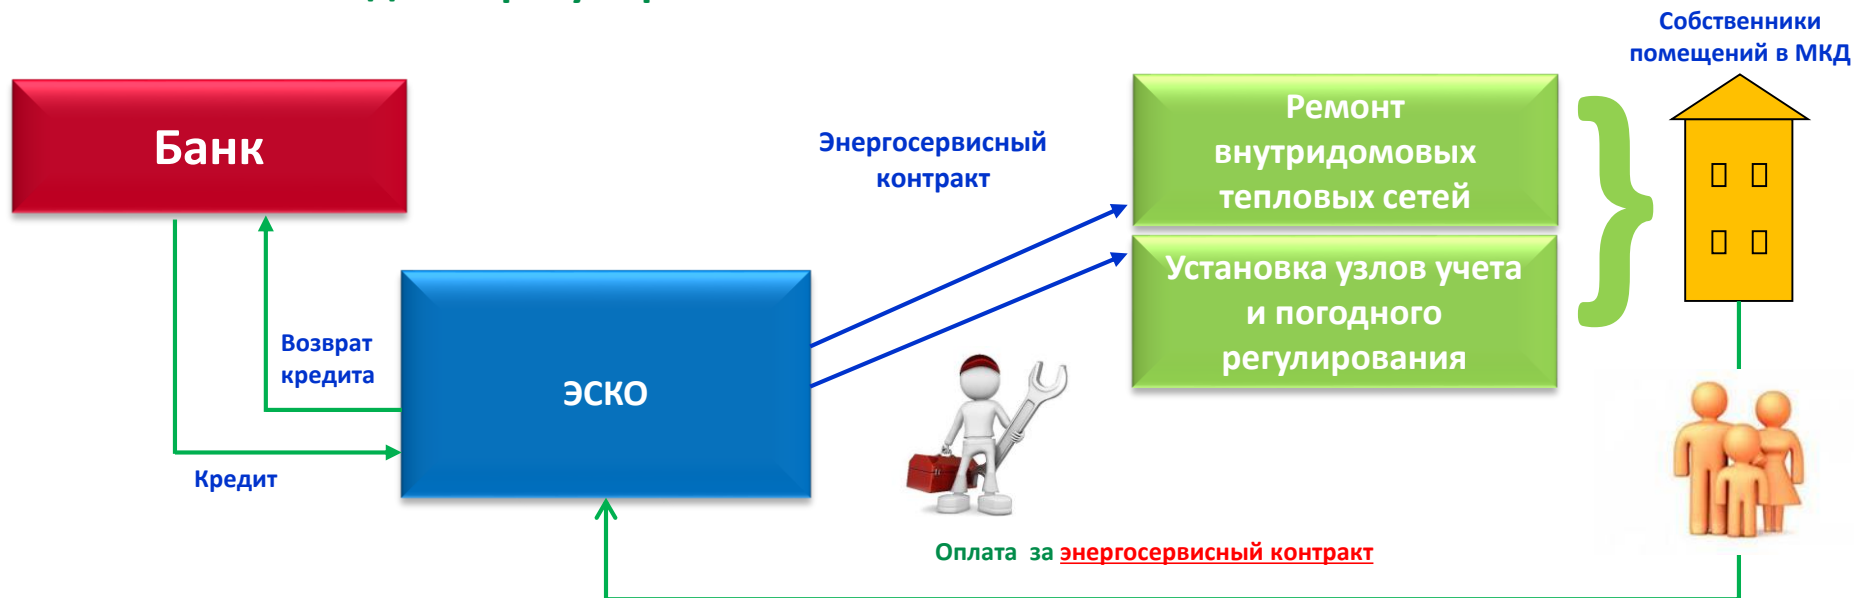 Собственники
помещений в МКД
Банк
Энергосервисный
контракт
Ремонт
внутридомовых
тепловых сетей
Установка узлов учета
и погодного
регулирования
Возврат
кредита
ЭСКО
Кредит
Оплата за энергосервисный контракт